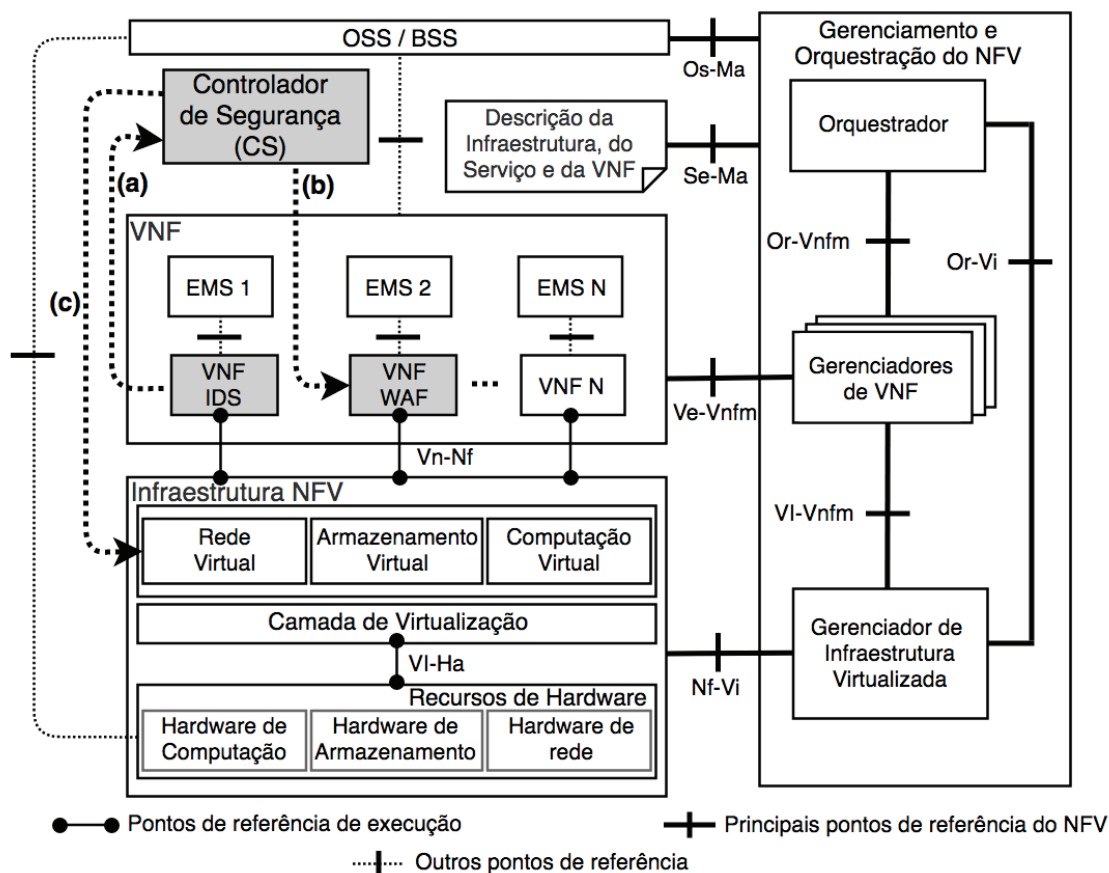 OSS / BSS
Os-Ma
Gerenciamento e
Orquestração do NFV
Controlador
de Segurança
(CS)
Descrição da
Infraestrutura, do
Serviço e da VNF
Se-Ma
Orquestrador
(a)
(b)
(c)
Or-Vnfm
Or-Vi
VNF
EMS 1
EMS 2
EMS N
VNF
IDS
VNF
WAF
VNF N
Ve-Vnfm
Gerenciadores
de VNF
Vn-Nf
VI-Vnfm
Infraestrutura NFV
Rede
Virtual
Armazenamento
Virtual
Computação
Virtual
Camada de Virtualização
VI-Ha
Nf-Vi
Gerenciador de
Infraestrutura
Virtualizada
Recursos de Hardware
Hardware de
Computação
Hardware de
Armazenamento
Hardware de
rede
Pontos de referência de execução
Principais pontos de referência do NFV
Outros pontos de referência